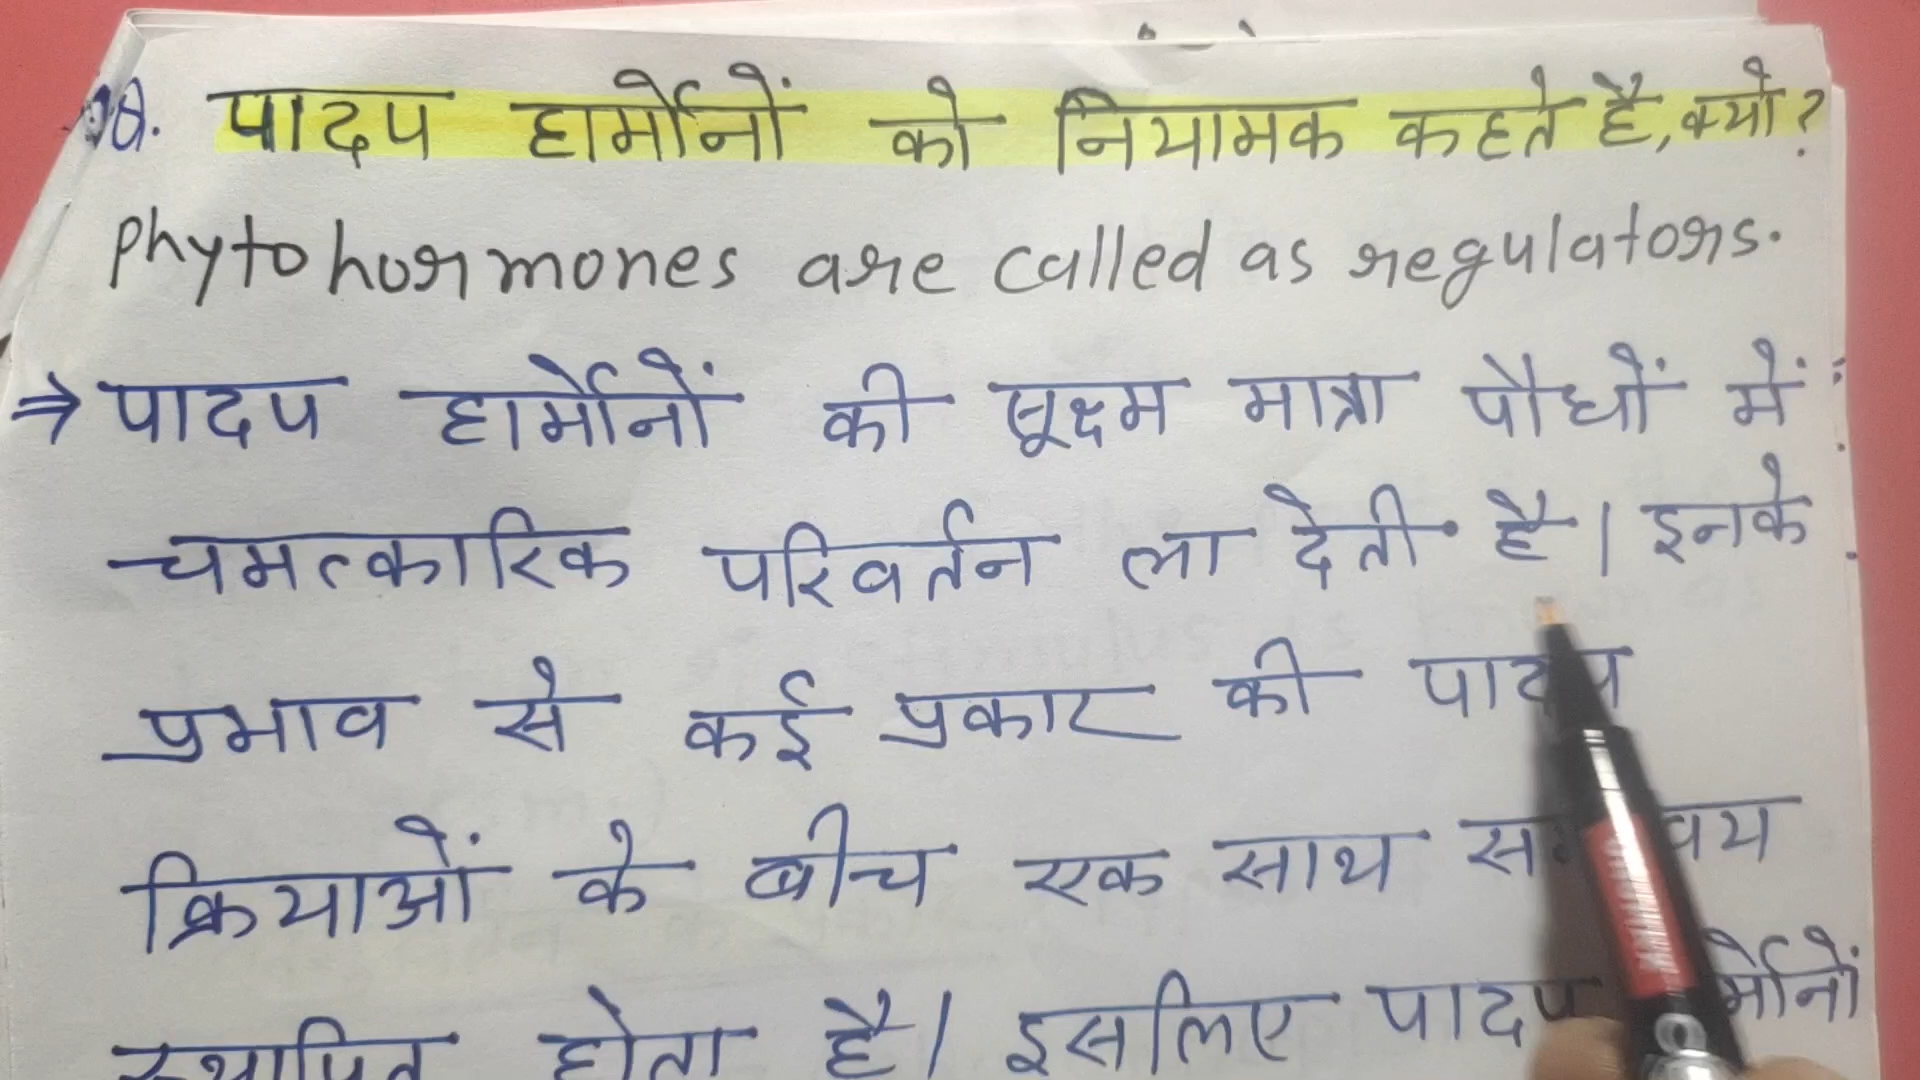 पादप हार्मोनों को नियामक कहते है, क्यो?
Phytohormones are called as regulators.
⇒ पादप हार्मोनों की सूक्ष्म मात्रा पौधों में
चमत्कारिक परिवर्तन ला देती है। इनके
प्रभाव से कई प्रकार की पादप
क्रियाओं के बीच एक साथ
स्थापित होता है। इसलिए पादप